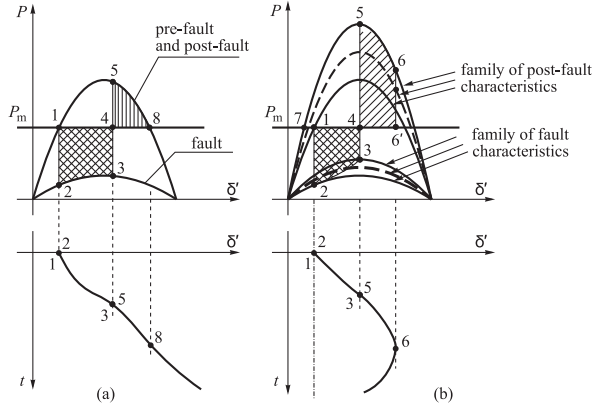 P
pre-fault
and post-fault
5
P
m
1
4
8
fault
2
3
δ′
δ′
2
1
5
3
8
t
(a)
P
5
6
family of post-fault
characteristics
7
1
4
6′
family of fault
characteristics
3
2
δ′
δ′
2
1
5
3
6
t
(b)